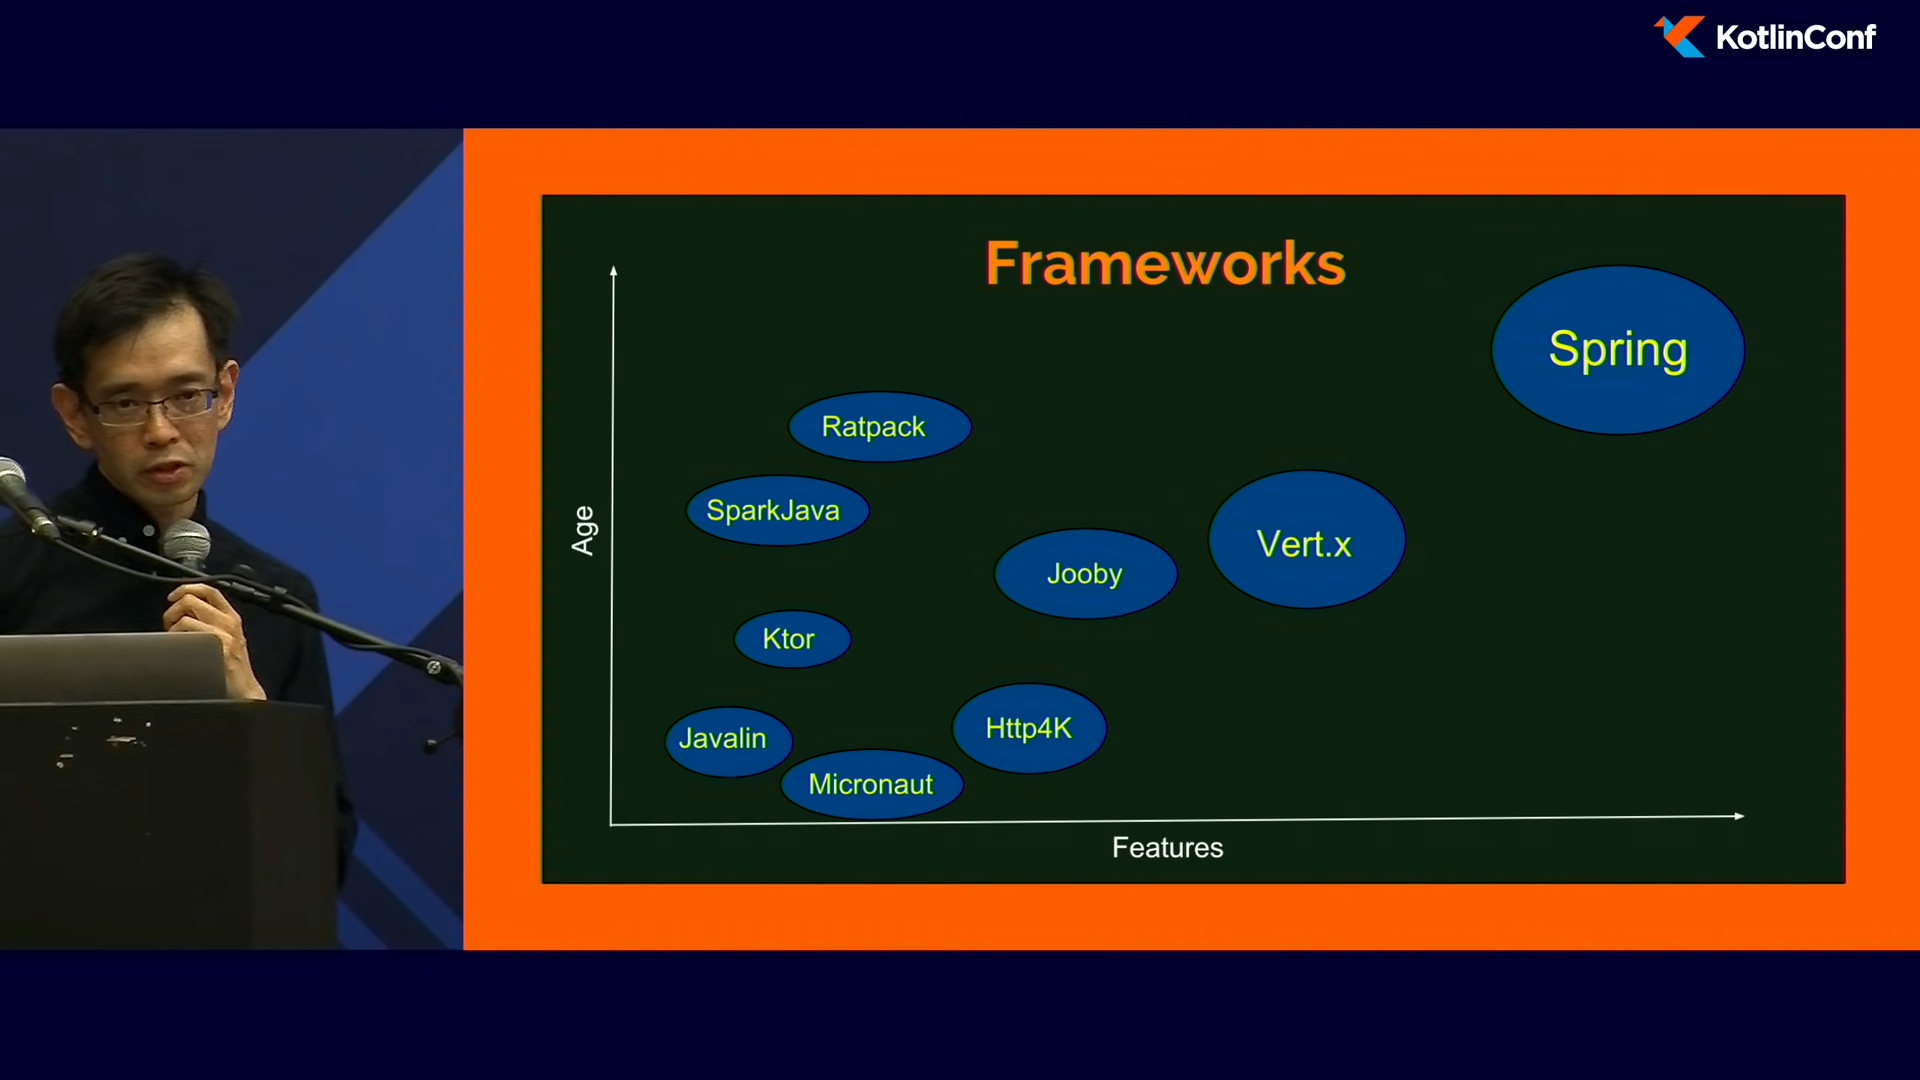 KotlinConf
Frameworks
Spring
Ratpack
SparkJava
Age
Vert.x
Jooby
Ktor
Http4K
Javalin
Micronaut
Features